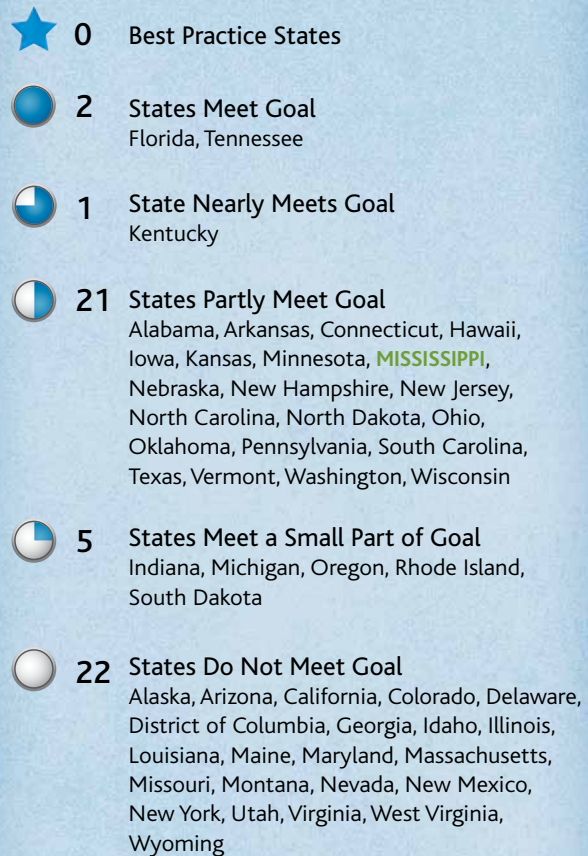 0 Best Practice States
2 States Meet Goal
Florida, Tennessee
1 State Nearly Meets Goal
Kentucky
21 States Partly Meet Goal
Alabama, Arkansas, Connecticut, Hawaii,
Iowa, Kansas, Minnesota, MISSISSIPPI,
Nebraska, New Hampshire, New Jersey,
North Carolina, North Dakota, Ohio,
Oklahoma, Pennsylvania, South Carolina,
Texas, Vermont, Washington, Wisconsin
5 States Meet a Small Part of Goal
Indiana, Michigan, Oregon, Rhode Island,
South Dakota
22 States Do Not Meet Goal
Alaska, Arizona, California, Colorado, Delaware,
District of Columbia, Georgia, Idaho, Illinois,
Louisiana, Maine, Maryland, Massachusetts,
Missouri, Montana, Nevada, New Mexico,
New York, Utah, Virginia, West Virginia,
Wyoming